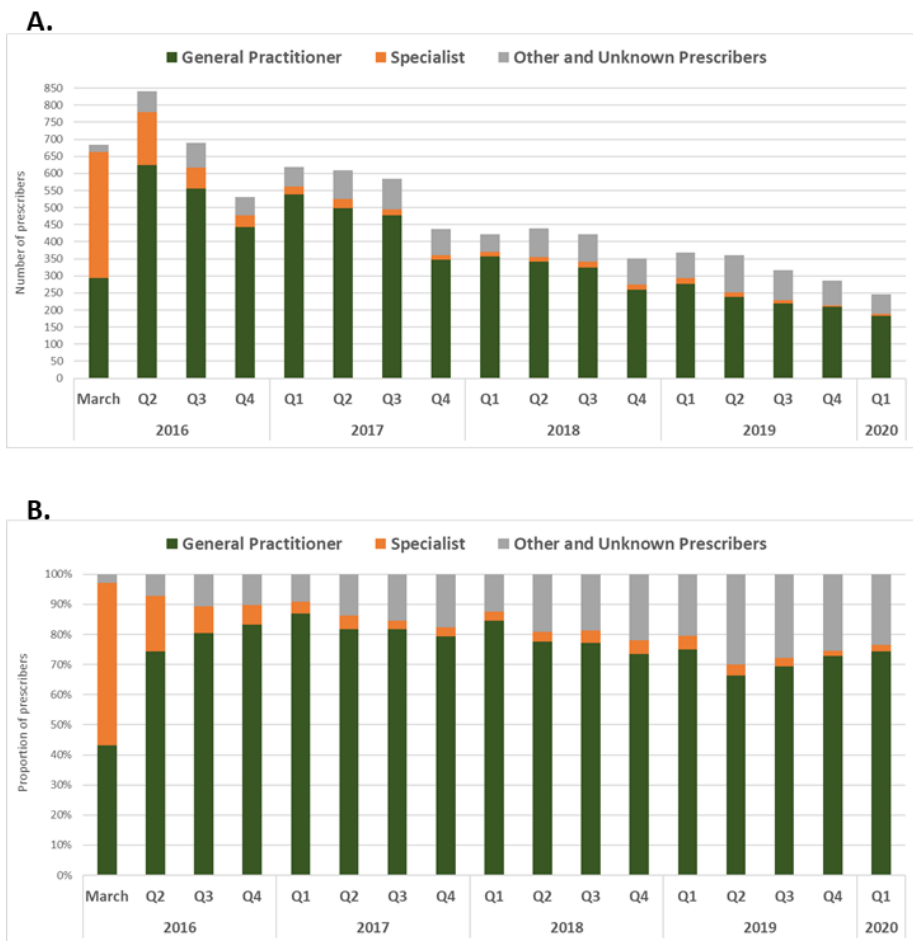 A.
General Practitioner Specialist Other and Unknown Prescribers
Number of prescribers
850
800
750
700
650
600
550
500
450
400
350
300
250
200
150
100
50
0
March Q2 Q3 Q4 Q1 Q2 Q3 Q4 Q1 Q2 Q3 Q4 Q1 Q2 Q3 Q4 Q1
2016 2017 2018 2019 2020
B.
General Practitioner Specialist Other and Unknown Prescribers
Proportion of prescribers
100%
90%
80%
70%
60%
50%
40%
30%
20%
10%
0%
March Q2 Q3 Q4 Q1 Q2 Q3 Q4 Q1 Q2 Q3 Q4 Q1 Q2 Q3 Q4 Q1
2016 2017 2018 2019 2020